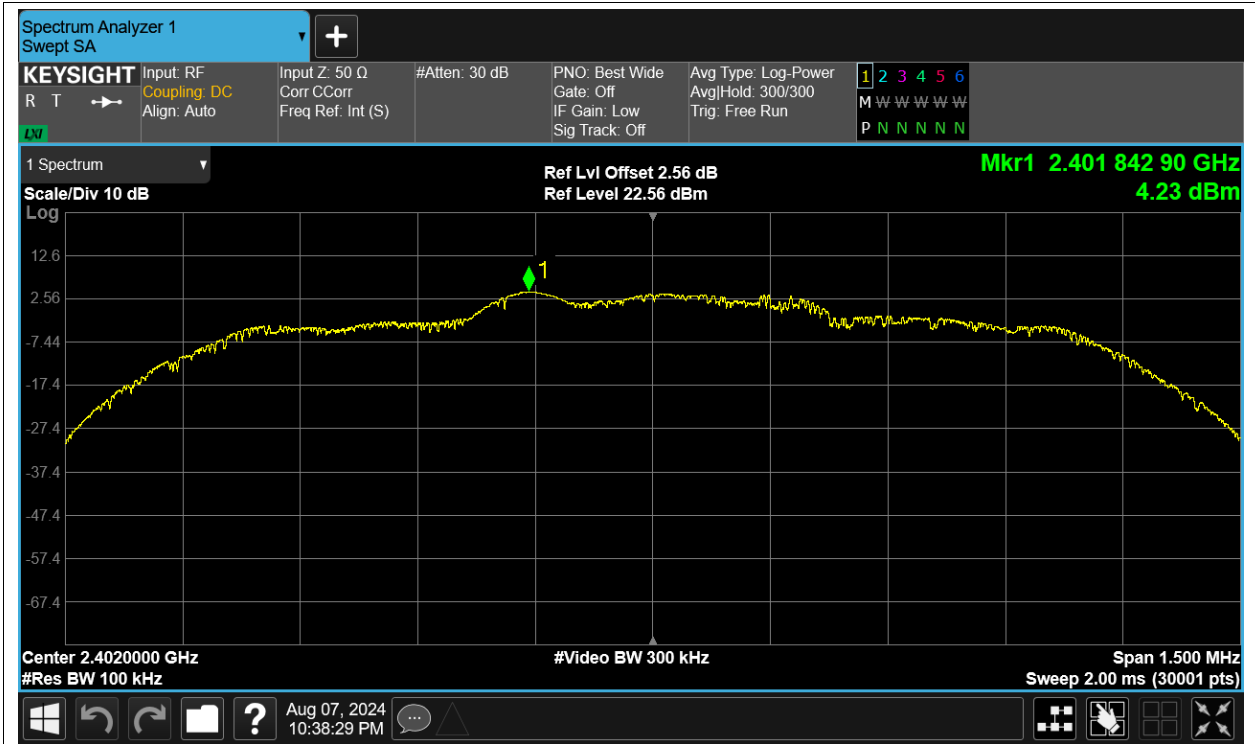 Spectrum Analyzer 1
Swept SA
KEYSIGHT
R T
LXI
Input: RF
Coupling: DC
Align: Auto
Input Z: 50 Ω
Corr CCorr
Freq Ref: Int (S)
#Atten: 30 dB
PNO: Best Wide
Gate: Off
IF Gain: Low
Sig Track: Off
Avg Type: Log-Power
Avg|Hold: 300/300
Trig: Free Run
1 2 3 4 5 6
M W W W W W
P N N N N N
1 Spectrum
Scale/Div 10 dB
Log
Ref Lvl Offset 2.56 dB
Ref Level 22.56 dBm
Mkr1 2.401 842 90 GHz
4.23 dBm
1
12.6
2.56
-7.44
-17.4
-27.4
-37.4
-47.4
-57.4
-67.4
Center 2.4020000 GHz
#Video BW 300 kHz
Span 1.500 MHz
#Res BW 100 kHz
Sweep 2.00 ms (30001 pts)
?
Aug 07, 2024
10:38:29 PM